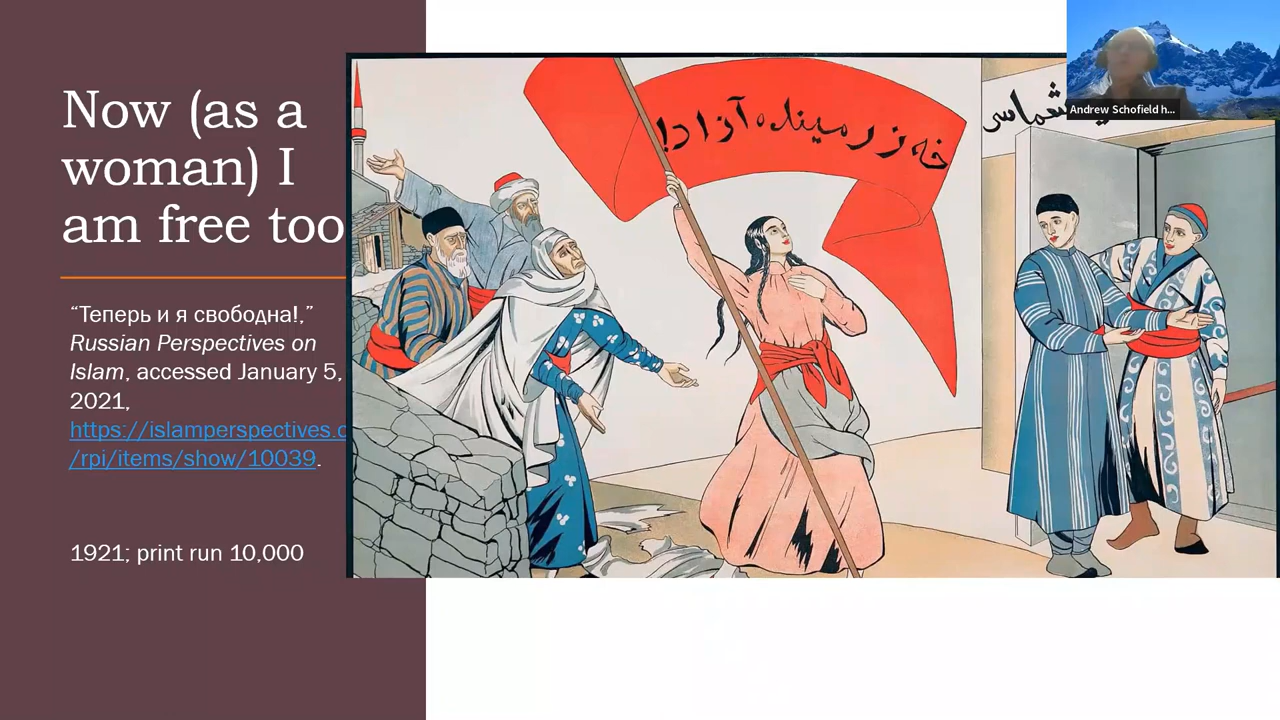 Now (as a
woman) I
am free too
“Теперь и я свободна!,”
Russian Perspectives on
Islam, accessed January 5,
2021,
https://islamperspectives.o
/rpi/items/show/10039.
1921; print run 10,000
آزاد!
Andrew Schofield h...